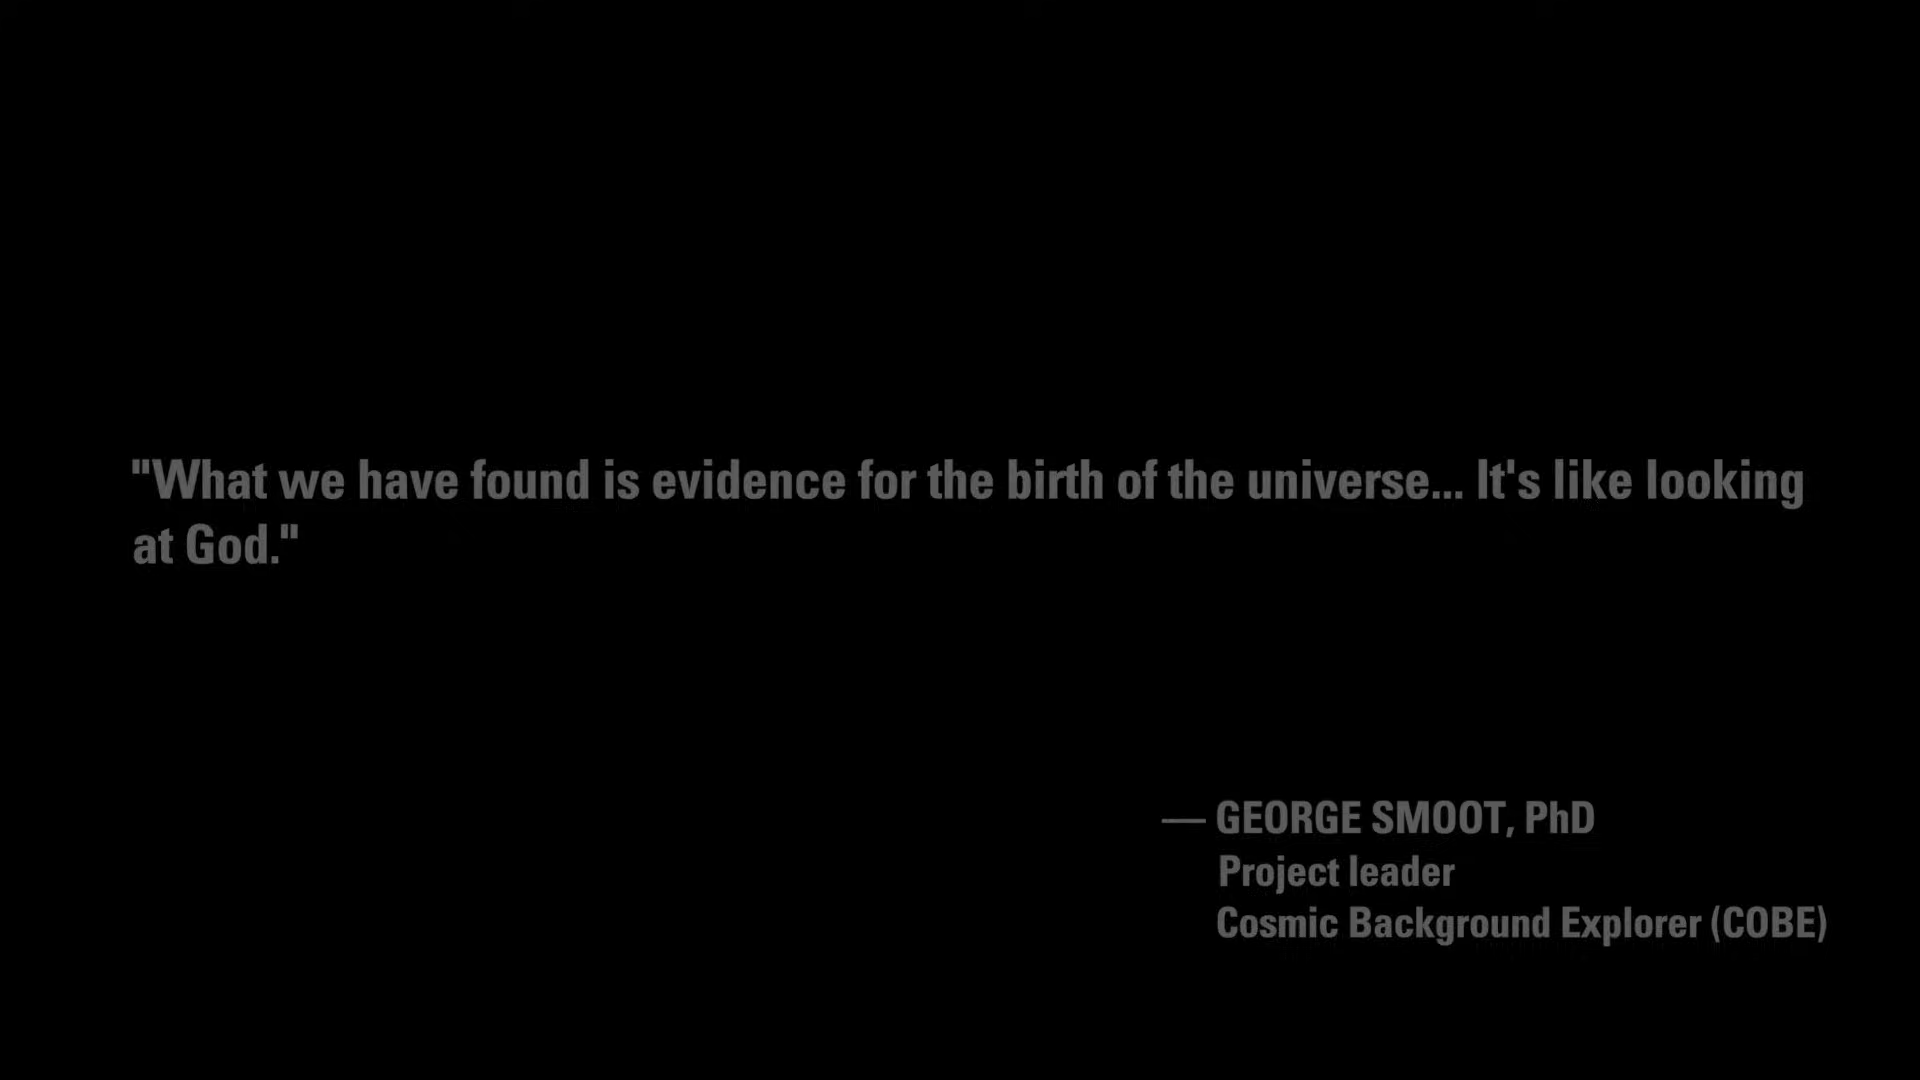 "What we have found is evidence for the birth of the universe... It's like looking
at God."
— GEORGE SMOOT, PhD
Project leader
Cosmic Background Explorer (COBE)